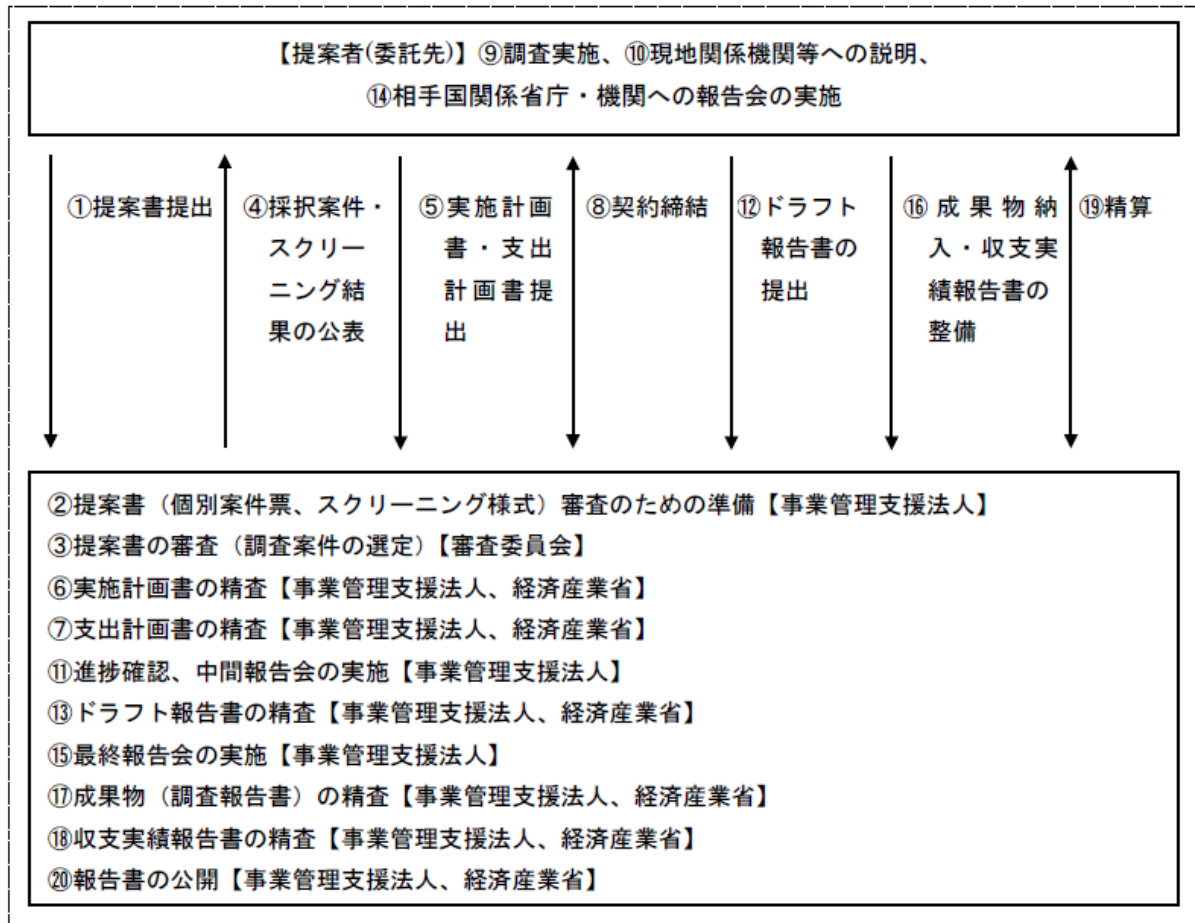 【提案者(委託先)】⑨調査実施、⑩現地関係機関等への説明、
⑭相手国関係省庁・機関への報告会の実施
①提案書提出
④採択案件・
スクリー
ニング結
果の公表
⑤実施計画
書・支出
計画書提
出
⑧契約締結
⑫ドラフト
報告書の
提出
⑯成果物納
入・収支実
績報告書の
整備
⑲精算
②提案書（個別案件票、スクリーニング様式）審査のための準備【事業管理支援法人】
③提案書の審査（調査案件の選定）【審査委員会】
⑥実施計画書の精査【事業管理支援法人、経済産業省】
⑦支出計画書の精査【事業管理支援法人、経済産業省】
⑪進捗確認、中間報告会の実施【事業管理支援法人】
⑬ドラフト報告書の精査【事業管理支援法人、経済産業省】
⑮最終報告会の実施【事業管理支援法人】
⑰成果物（調査報告書）の精査【事業管理支援法人、経済産業省】
⑱収支実績報告書の精査【事業管理支援法人、経済産業省】
⑳報告書の公開【事業管理支援法人、経済産業省】